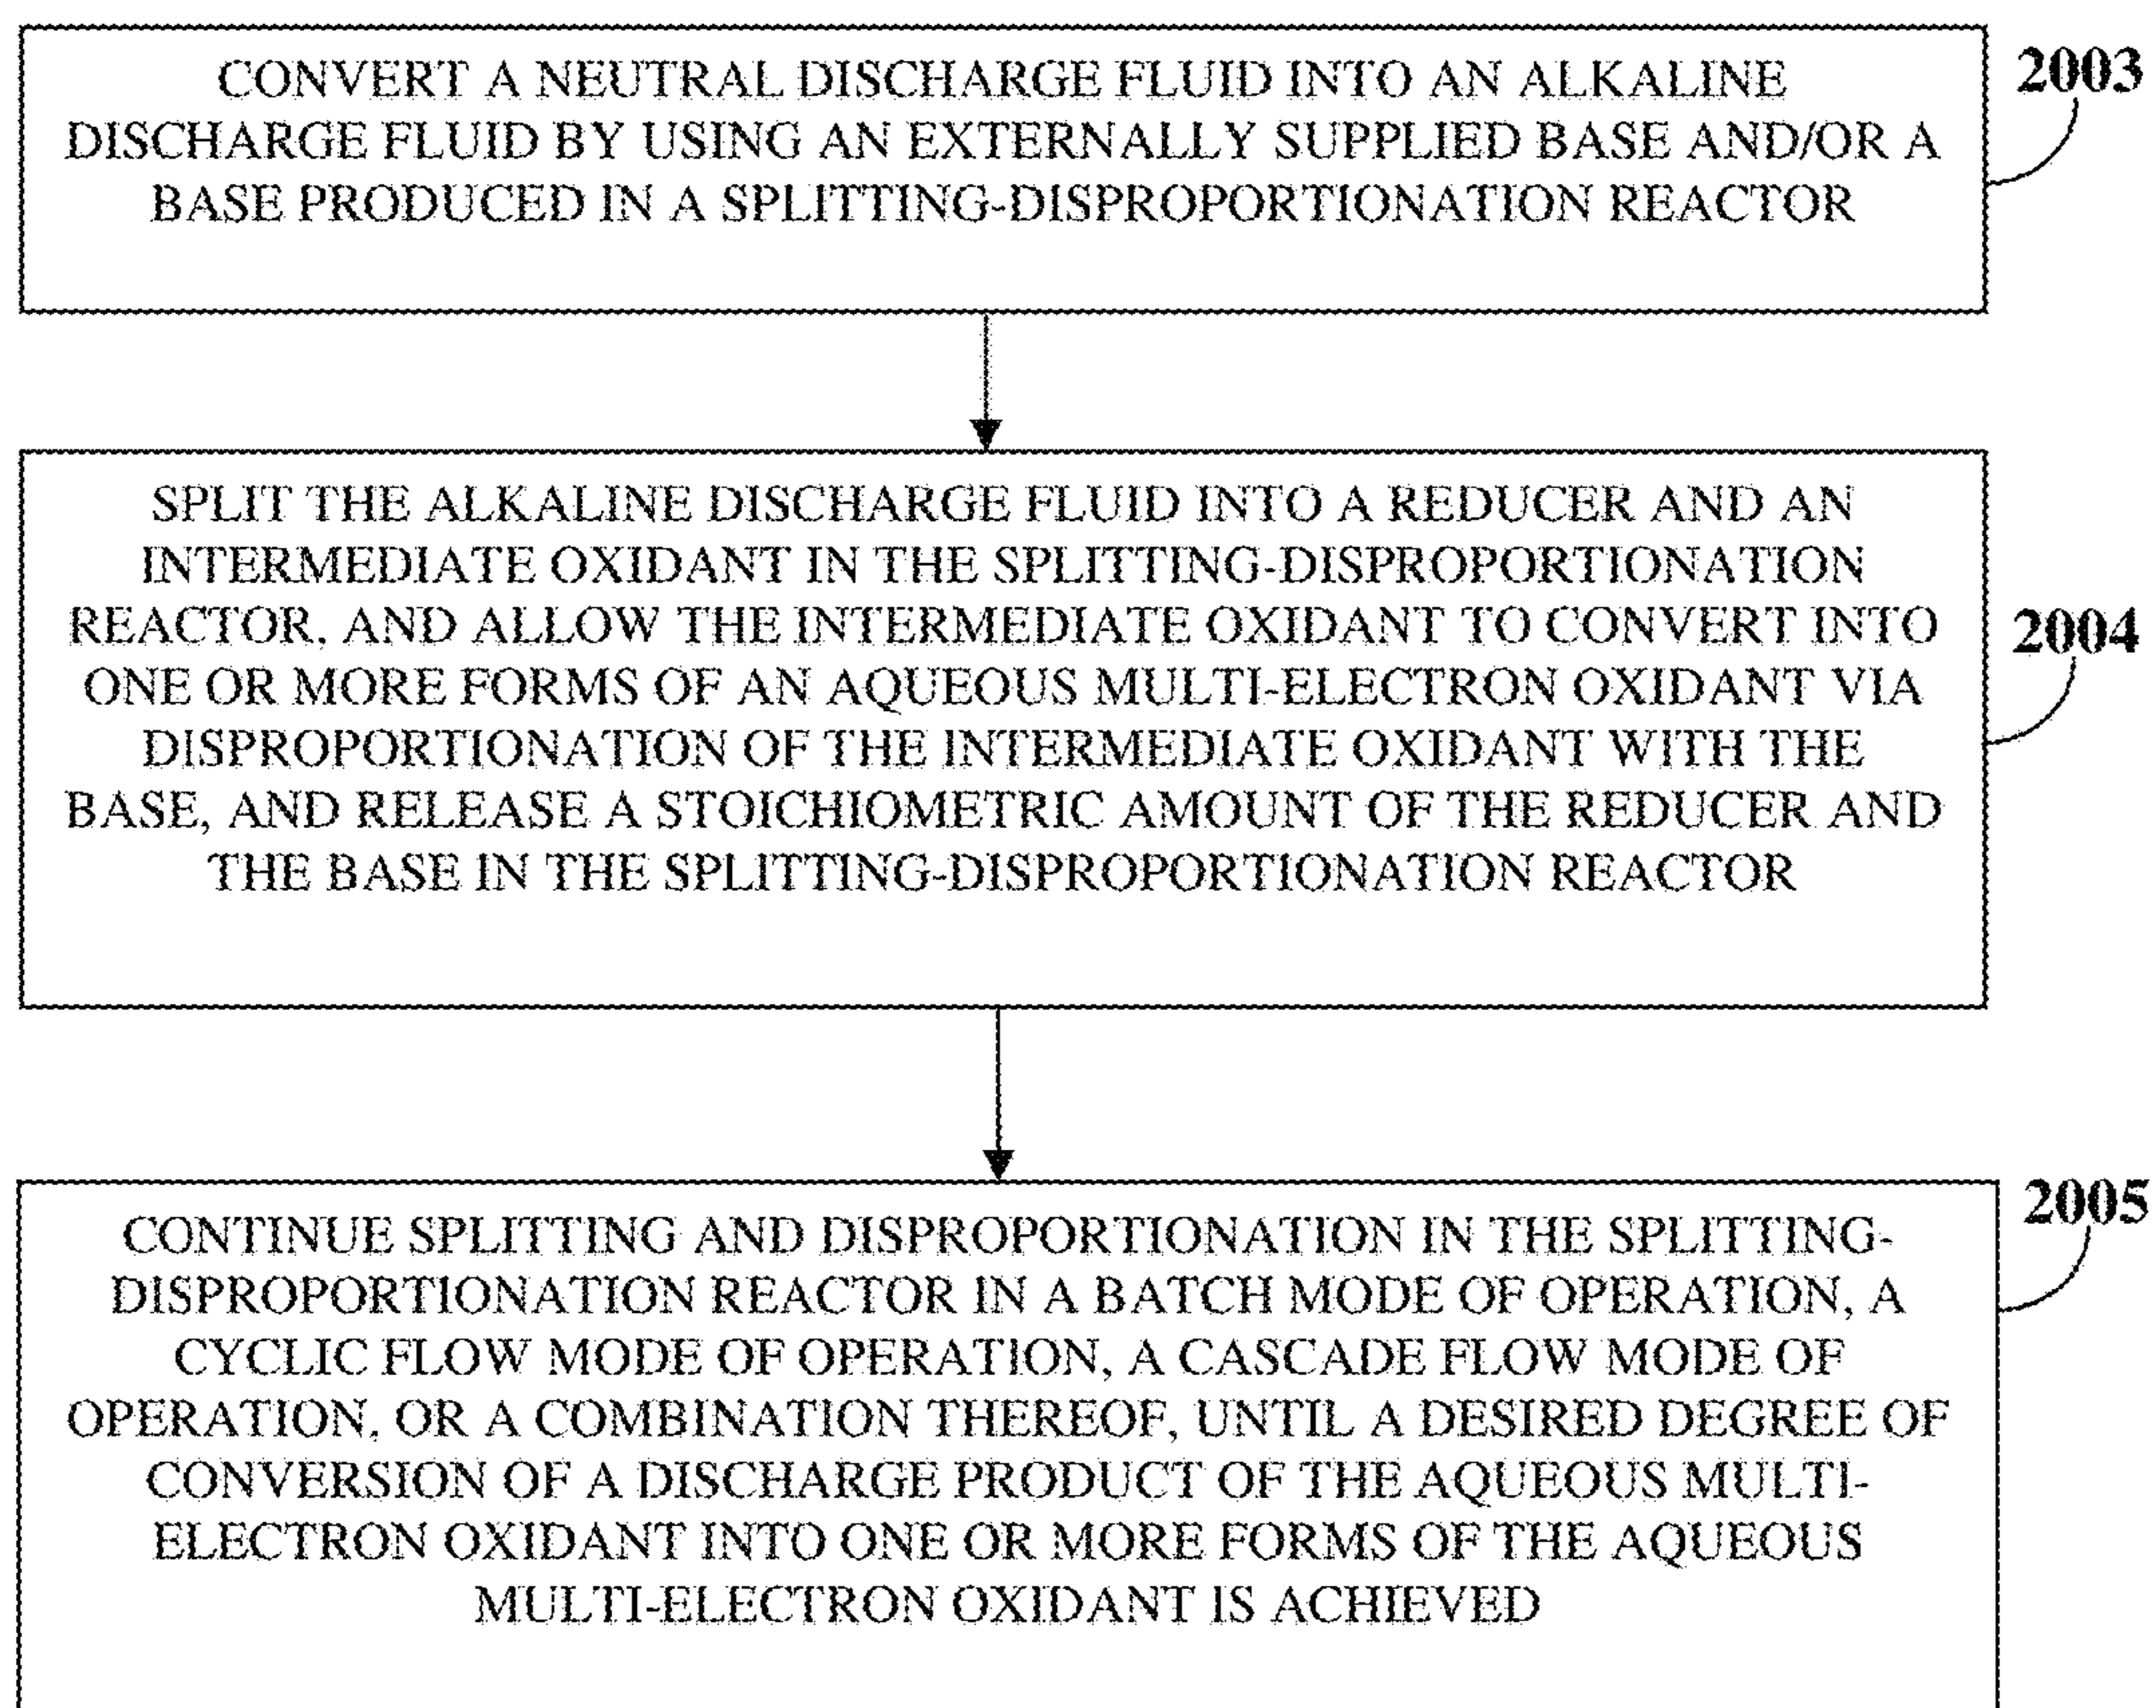 CONVERT A NEUTRAL DISCHARGE FLUID INTO AN ALKALINE
DISCHARGE FLUID BY USING AN EXTERNALLY SUPPLIED BASE AND/OR A
BASE PRODUCED IN A SPLITTING-DISPROPORTIONATION REACTOR
2003
SPLIT THE ALKALINE DISCHARGE FLUID INTO A REDUCER AND AN
INTERMEDIATE OXIDANT IN THE SPLITTING-DISPROPORTIONATION
REACTOR, AND ALLOW THE INTERMEDIATE OXIDANT TO CONVERT INTO
ONE OR MORE FORMS OF AN AQUEOUS MULTI-ELECTRON OXIDANT VIA
DISPROPORTIONATION OF THE INTERMEDIATE OXIDANT WITH THE
BASE, AND RELEASE A STOICHIOMETRIC AMOUNT OF THE REDUCER AND
THE BASE IN THE SPLITTING-DISPROPORTIONATION REACTOR
2004
CONTINUE SPLITTING AND DISPROPORTIONATION IN THE SPLITTING-
DISPROPORTIONATION REACTOR IN A BATCH MODE OF OPERATION, A
CYCLIC FLOW MODE OF OPERATION, A CASCADE FLOW MODE OF
OPERATION, OR A COMBINATION THEREOF, UNTIL A DESIRED DEGREE OF
CONVERSION OF A DISCHARGE PRODUCT OF THE AQUEOUS MULTI-
ELECTRON OXIDANT INTO ONE OR MORE FORMS OF THE AQUEOUS
MULTI-ELECTRON OXIDANT IS ACHIEVED
2005